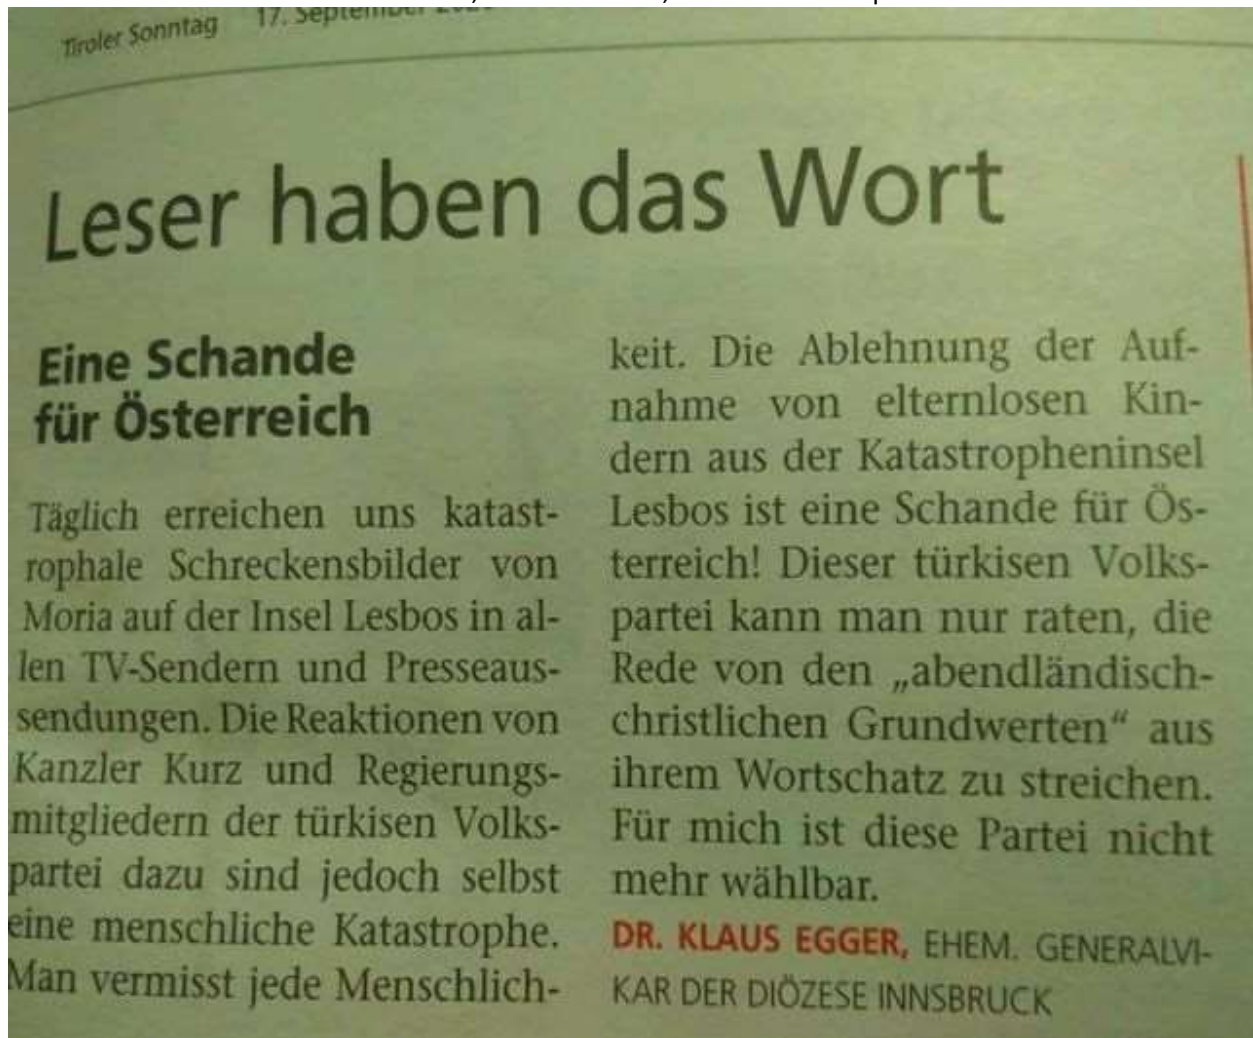 Tiroler Sonntag 17. September
Leser haben das Wort
Eine Schande
für Österreich
Täglich erreichen uns katast-
rophale Schreckensbilder von
Moria auf der Insel Lesbos in al-
len TV-Sendern und Presseaus-
sendungen. Die Reaktionen von
Kanzler Kurz und Regierungs-
mitgliedern der türkisen Volks-
partei dazu sind jedoch selbst
eine menschliche Katastrophe.
Man vermisst jede Menschlich-
keit. Die Ablehnung der Auf-
nahme von elternlosen Kin-
dern aus der Katastropheninsel
Lesbos ist eine Schande für Ös-
terreich! Dieser türkisen Volks-
partei kann man nur raten, die
Rede von den „abendländisch-
christlichen Grundwerten“ aus
ihrem Wortschatz zu streichen.
Für mich ist diese Partei nicht
mehr wählbar.
DR. KLAUS EGGER, EHEM. GENERALVI-
KAR DER DIÖZESE INNSBRUCK